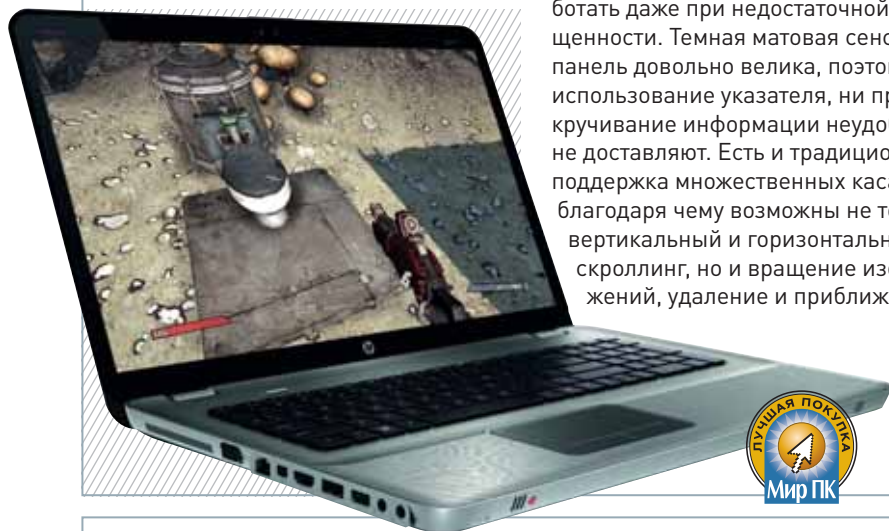 ботать даже при недостаточной
щенности. Темная матовая сенс
панель довольно велика, поэто
использование указателя, ни пр
кручивание информации неудо
не доставляют. Есть и традицио
поддержка множественных каса
благодаря чему возможны не то
вертикальный и горизонтальн
скроллинг, но и вращение изо
жений, удаление и приближ
hp
ЛУЧШАЯ ПОКУПКА
Мир ПК